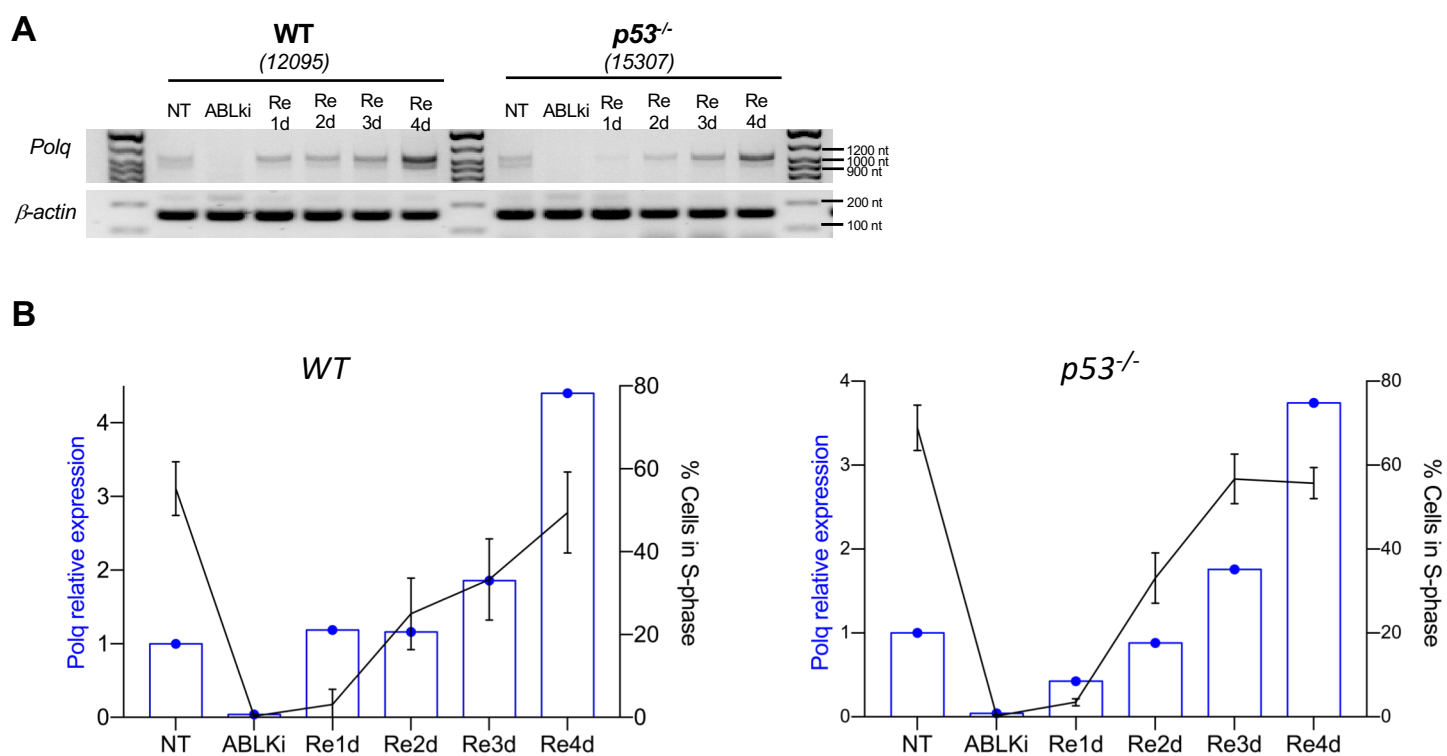 A
WT
(12095)
p53-/-
(15307)
NT ABLki Re 1d Re 2d Re 3d Re 4d
NT ABLki Re 1d Re 2d Re 3d Re 4d
Polq
1200 nt
1000 nt
900 nt
β-actin
200
100 nt
B
WT
Polq relative expression
4
3
2
1
0
80
60
40
20
0
% Cells in S-phase
NT ABLKi Re1d Re2d Re3d Re4d
p53-/-
Polq relative expression
4
3
2
1
0
80
60
40
20
0
% Cells in S-phase
NT ABLKi Re1d Re2d Re3d Re4d